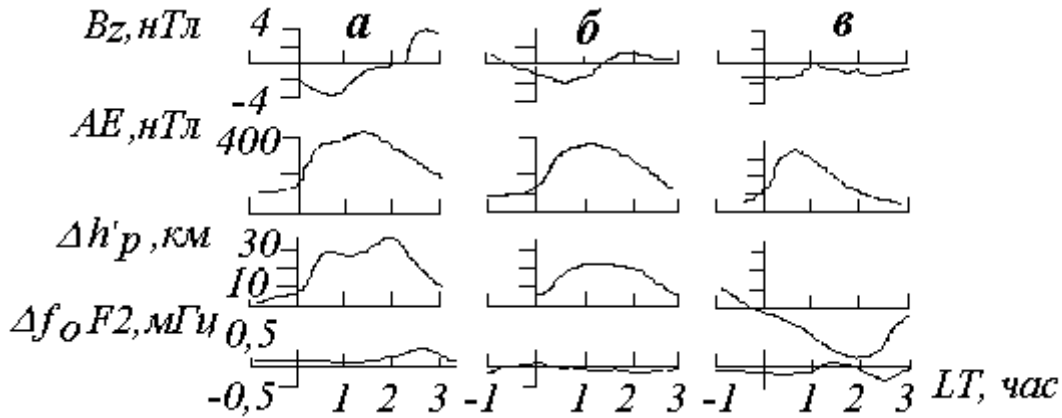 Bz,нТл 4 а б в
-4
AE,нТл 400
Δh'p,км 30
10
ΔfoF2,мГц 0,5
-0,5 1 2 3 -1 1 2 3 -1 1 2 3 LT, час